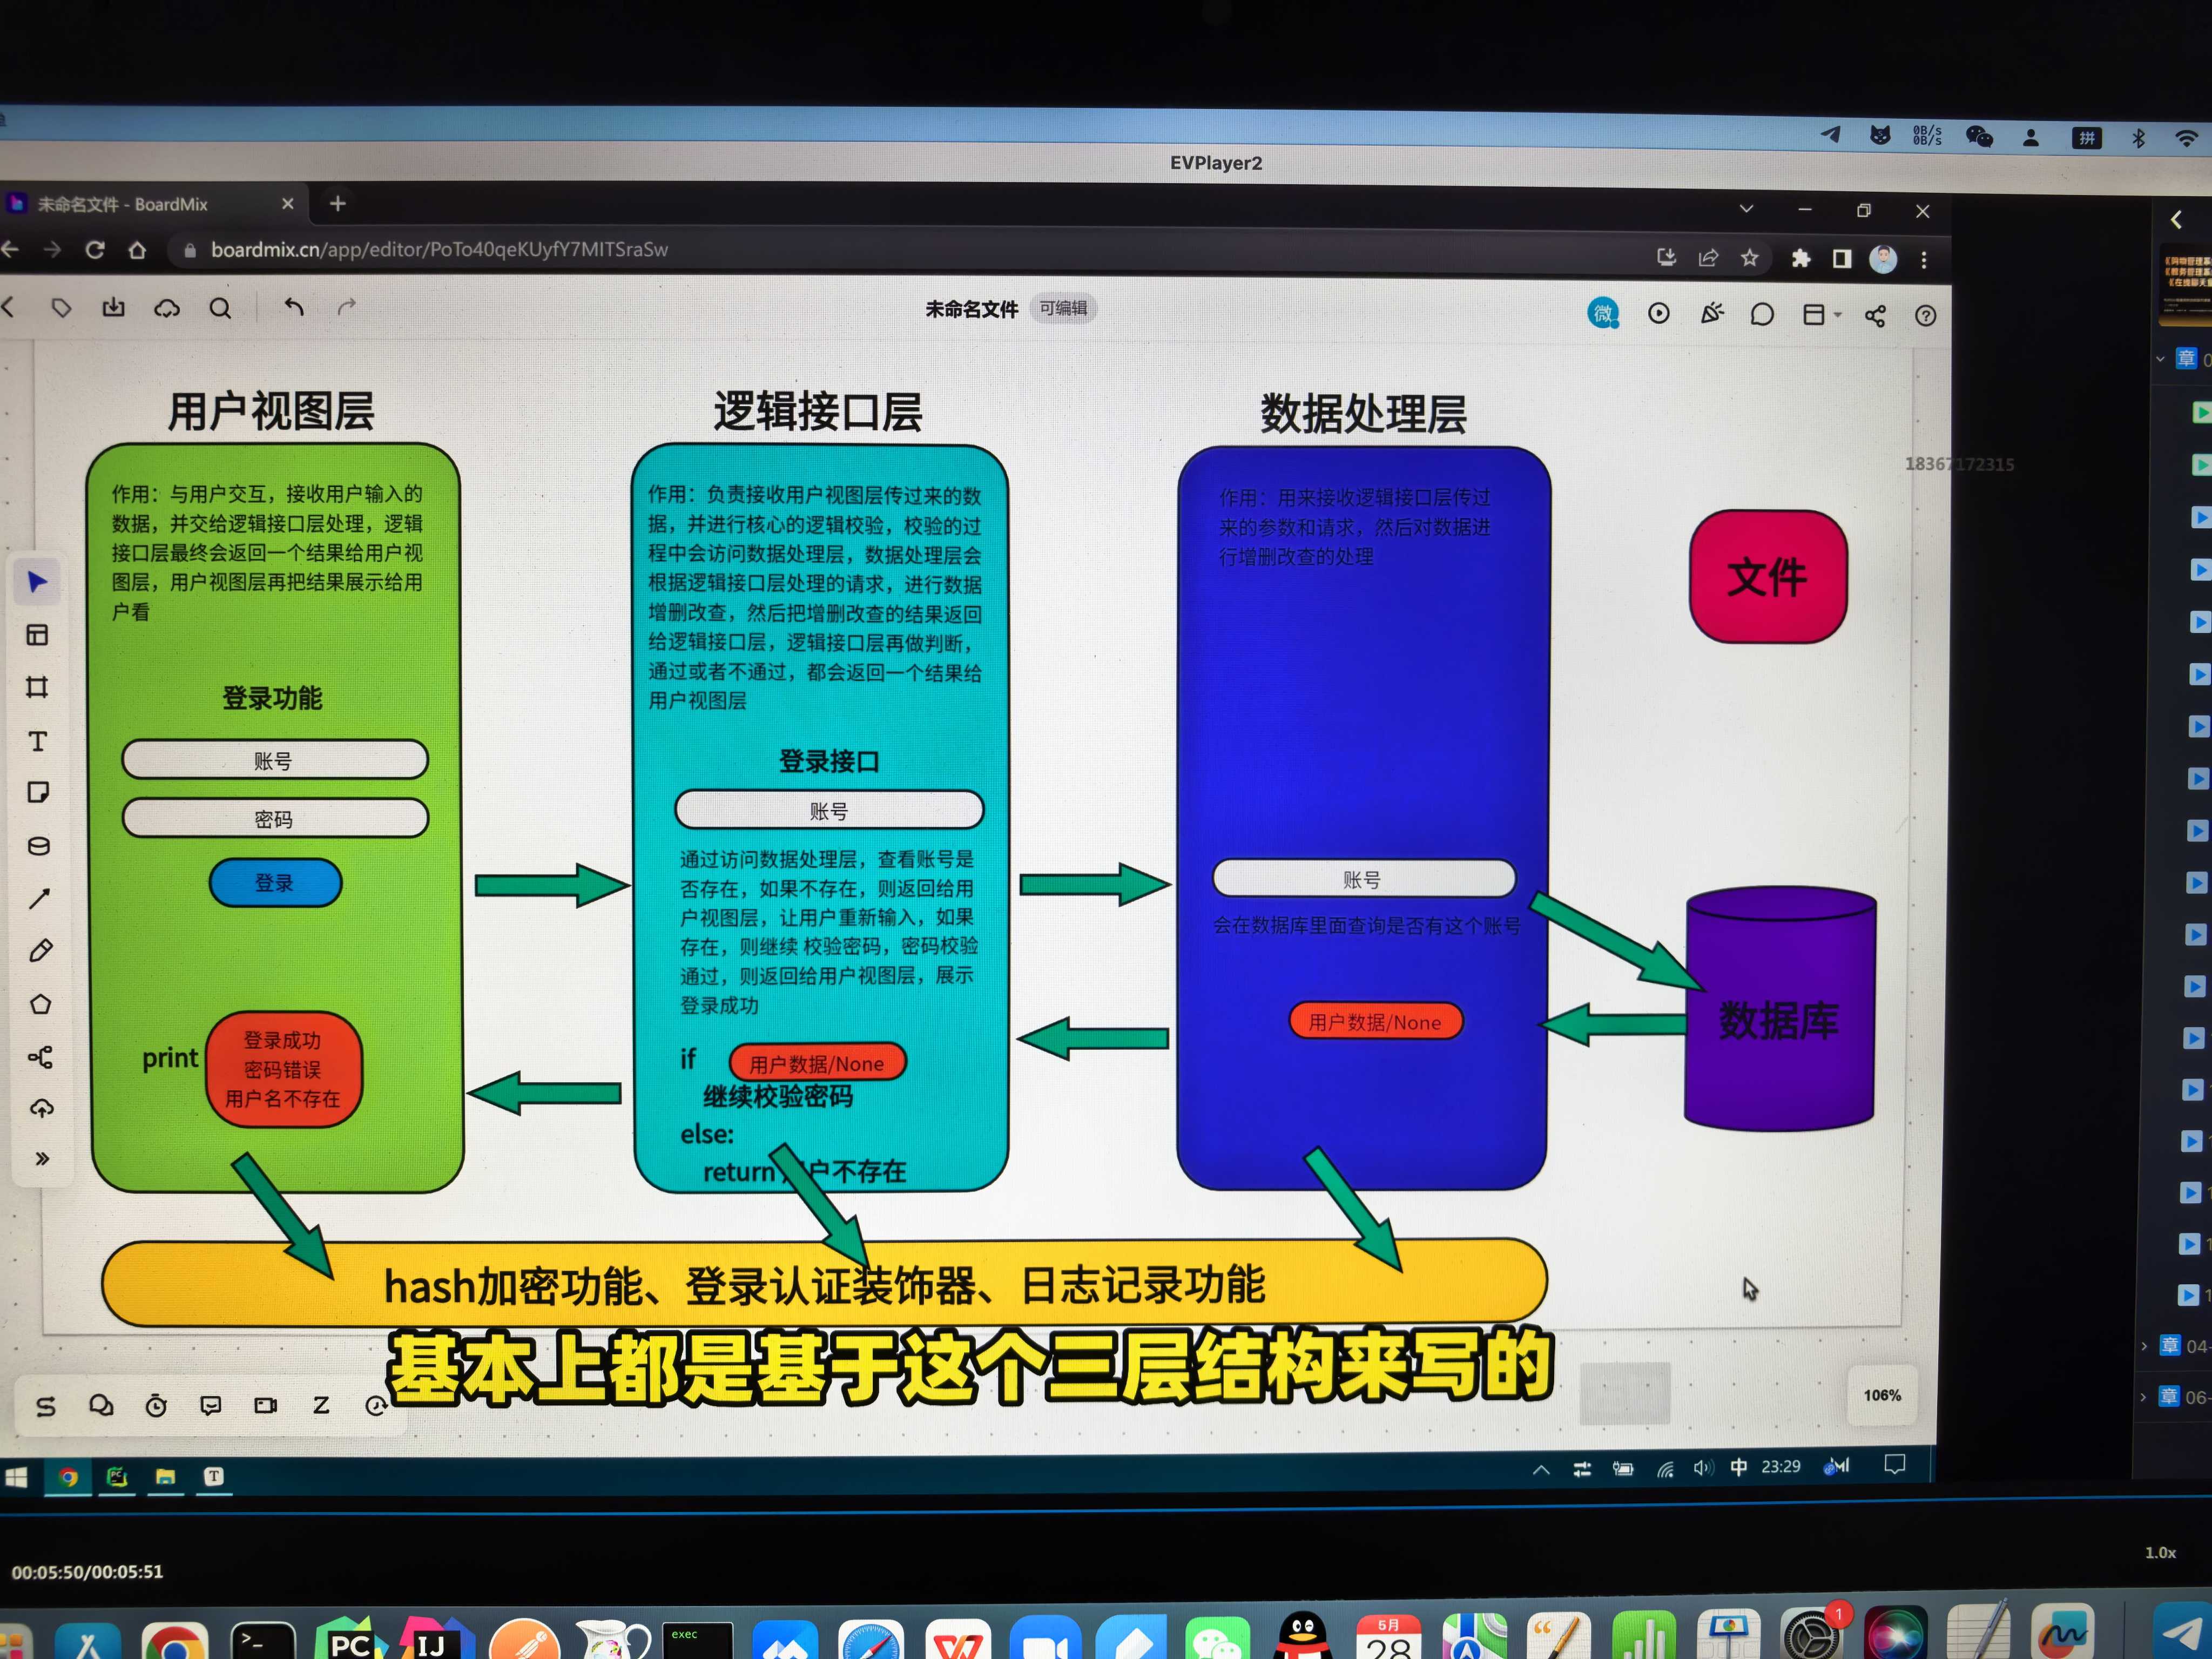 0B/s
0B/s
拼
EVPlayer2
未命名文件 - BoardMix
boardmix.cn/app/editor/PoTo40qeKUyfY7MITSraSw
未命名文件 可编辑
微
用户视图层
作用：与用户交互，接收用户输入的
数据，并交给逻辑接口层处理，逻辑
接口层最终会返回一个结果给用户视
图层，用户视图层再把结果展示给用
户看
登录功能
账号
密码
登录
print
登录成功
密码错误
用户名不存在
逻辑接口层
作用：负责接收用户视图层传过来的数
据，并进行核心的逻辑校验，校验的过
程中会访问数据处理层，数据处理层会
根据逻辑接口层处理的请求，进行数据
增删改查，然后把增删改查的结果返回
给逻辑接口层，逻辑接口层再做判断，
通过或者不通过，都会返回一个结果给
用户视图层
登录接口
账号
通过访问数据处理层，查看账号是
否存在，如果不存在，则返回给用
户视图层，让用户重新输入，如果
存在，则继续 校验密码，密码校验
通过，则返回给用户视图层，展示
登录成功
if 用户数据/None
继续校验密码
else:
return 用户不存在
数据处理层
作用：用来接收逻辑接口层传过
来的参数和请求，然后对数据进
行增删改查的处理
账号
会在数据库里面查询是否有这个账号
用户数据/None
18367172315
文件
数据库
hash加密功能、登录认证装饰器、日志记录功能
基本上都是基于这个三层结构来写的
106%
中 23:29
章 0
章 04-
章 06-
00:05:50/00:05:51
1.0x
PC
IJ
exec
5月
28
1